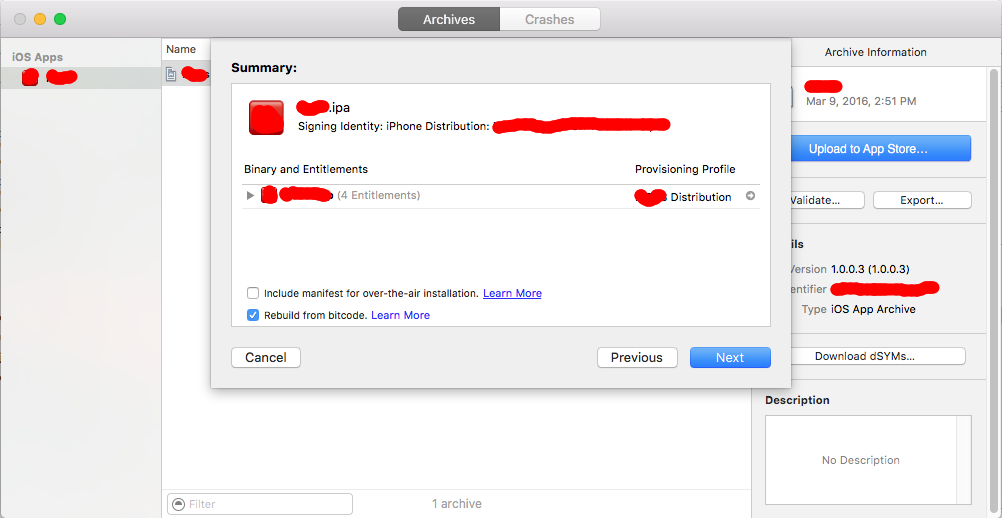 Archives
Crashes
iOS Apps
Name
Archive Information
Summary:
.ipa
Signing Identity: iPhone Distribution:
Mar 9, 2016, 2:51 PM
Upload to App Store...
Binary and Entitlements
Provisioning Profile
(4 Entitlements)
Distribution
Export...
Version 1.0.0.3 (1.0.0.3)
Type iOS App Archive
Include manifest for over-the-air installation. Learn More
Rebuild from bitcode. Learn More
Cancel
Previous
Next
Download dSYMs...
Description
No Description
Filter
1 archive